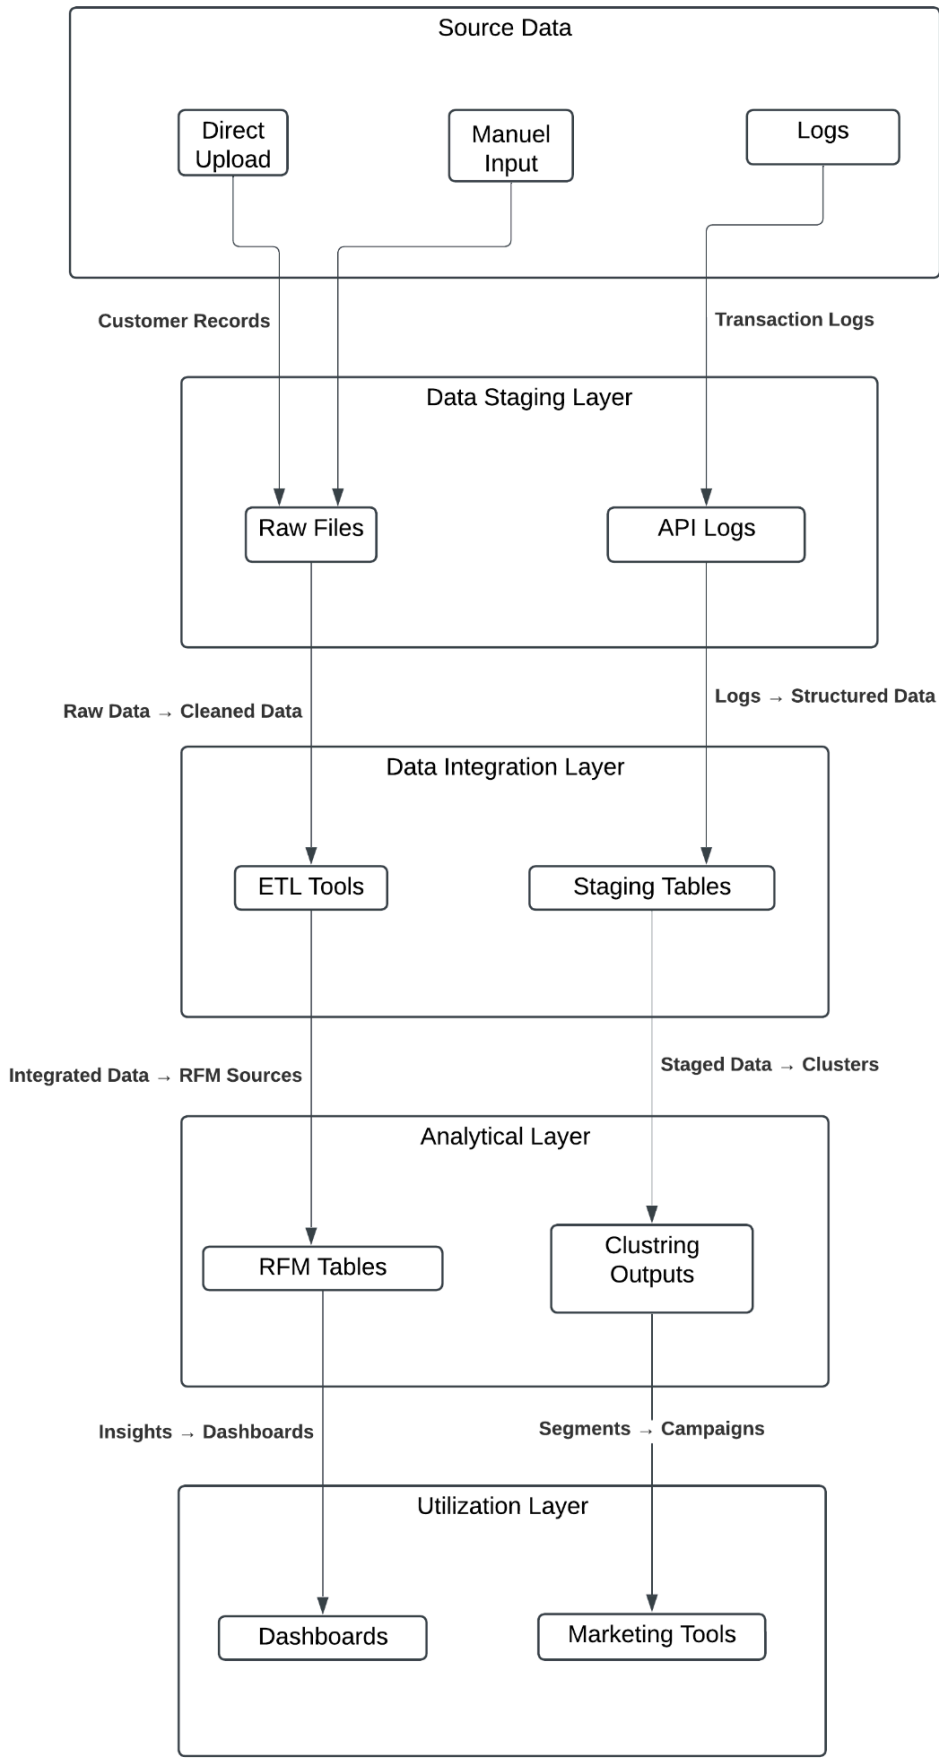 Source Data
Direct
Upload
Manuel
Input
Logs
Customer Records
Transaction Logs
Data Staging Layer
Raw Files
API Logs
Raw Data → Cleaned Data
Logs → Structured Data
Data Integration Layer
ETL Tools
Staging Tables
Integrated Data → RFM Sources
Staged Data → Clusters
Analytical Layer
RFM Tables
Clustring
Outputs
Insights → Dashboards
Segments → Campaigns
Utilization Layer
Dashboards
Marketing Tools